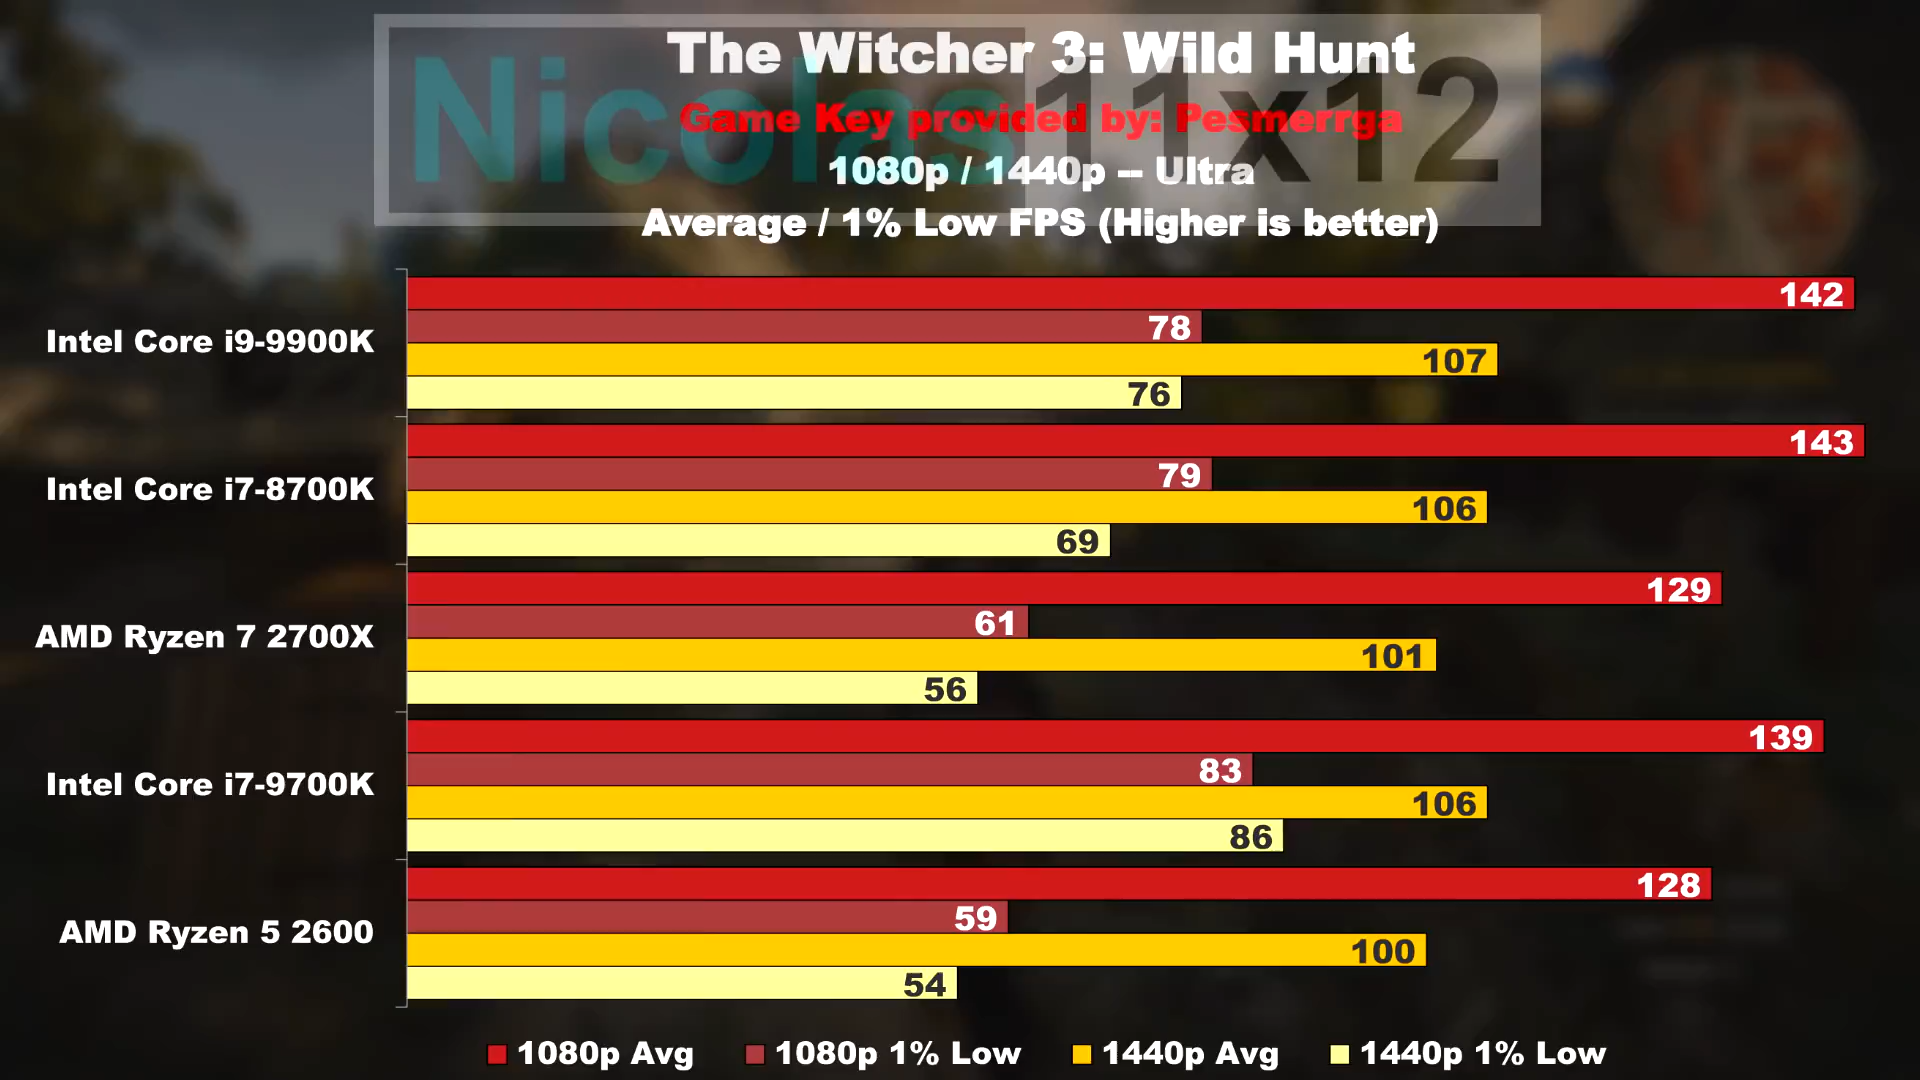 Nicolas11x12
The Witcher 3: Wild Hunt
Game Key provided by: Pesmerrga
1080p / 1440p – Ultra
Average / 1% Low FPS (Higher is better)
Intel Core i9-9900K
142
78
107
76
Intel Core i7-8700K
143
79
106
69
AMD Ryzen 7 2700X
129
61
101
56
Intel Core i7-9700K
139
83
106
86
AMD Ryzen 5 2600
128
59
100
54
1080p Avg 1080p 1% Low 1440p Avg 1440p 1% Low